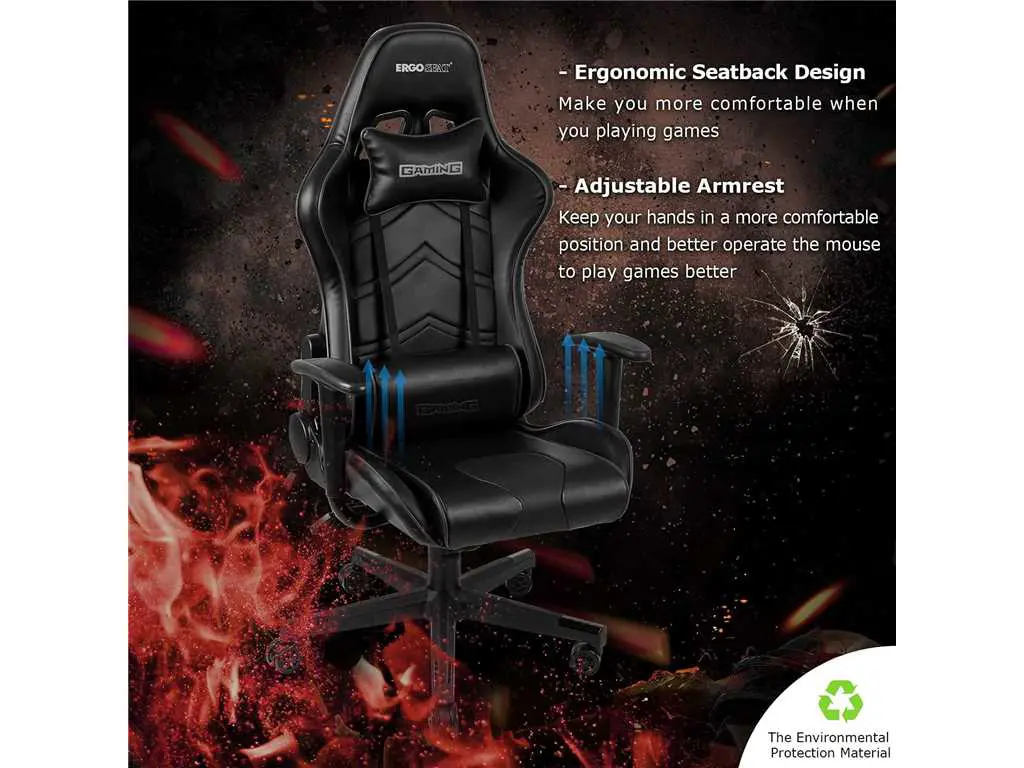 ERGOSEAT
GAMING
GAMING
- Ergonomic Seatback Design
Make you more comfortable when
you playing games
- Adjustable Armrest
Keep your hands in a more comfortable
position and better operate the mouse
to play games better
The Environmental
Protection Material